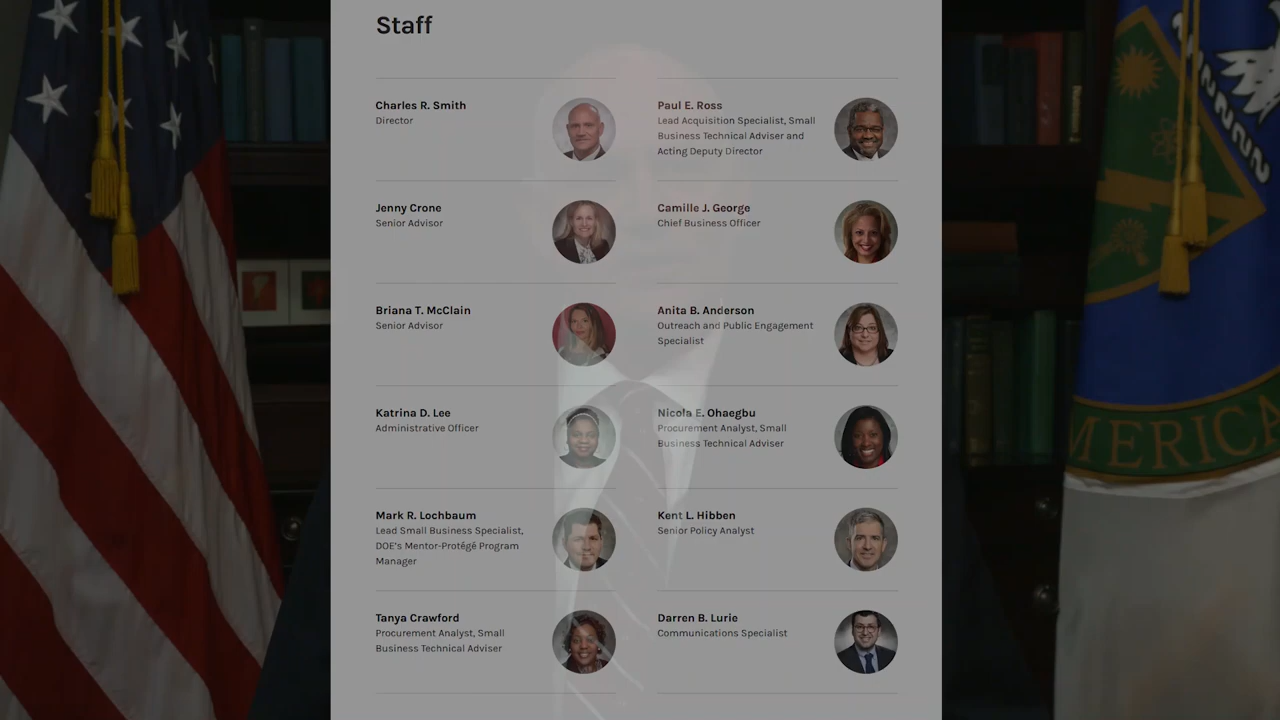 Staff
Charles R. Smith
Director
Paul E. Ross
Lead Acquisition Specialist, Small
Business Technical Adviser and
Acting Deputy Director
Jenny Crone
Senior Advisor
Camille J. George
Chief Business Officer
Briana T. McClain
Senior Advisor
Anita B. Anderson
Outreach and Public Engagement
Specialist
Katrina D. Lee
Administrative Officer
Nicola E. Ohaegbu
Procurement Analyst, Small
Business Technical Adviser
Mark R. Lochbaum
Lead Small Business Specialist,
DOE's Mentor-Protégé Program
Manager
Kent L. Hibben
Senior Policy Analyst
Tanya Crawford
Procurement Analyst, Small
Business Technical Adviser
Darren B. Lurie
Communications Specialist
MERICA